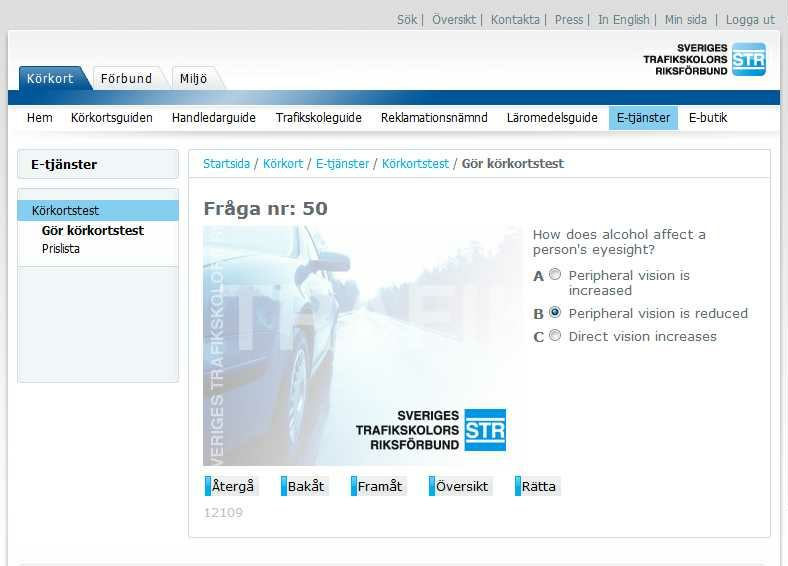 Sök | Översikt | Kontakta | Press | In English | Min sida | Logga ut
SVERIGES
TRAFIKSKOLORS
RIKSFÖRBUND
STR
Körkort Förbund Miljö
Hem Körkortsguiden Handledarguide Trafikskoleguide Reklamationsnämnd Läromedelsguide E-tjänster E-butik
E-tjänster
Körkortstest
Gör körkortstest
Prislista
Startsida / Körkort / E-tjänster / Körkortstest / Gör körkortstest
Fråga nr: 50
SVERIGES TRAFIKSKOLOR
TRAFI
SVERIGES
TRAFIKSKOLORS
RIKSFÖRBUND
STR
How does alcohol affect a
person's eyesight?
A Peripheral vision is
increased
B Peripheral vision is reduced
C Direct vision increases
Återgå Bakåt Framåt Översikt Rätta
12109